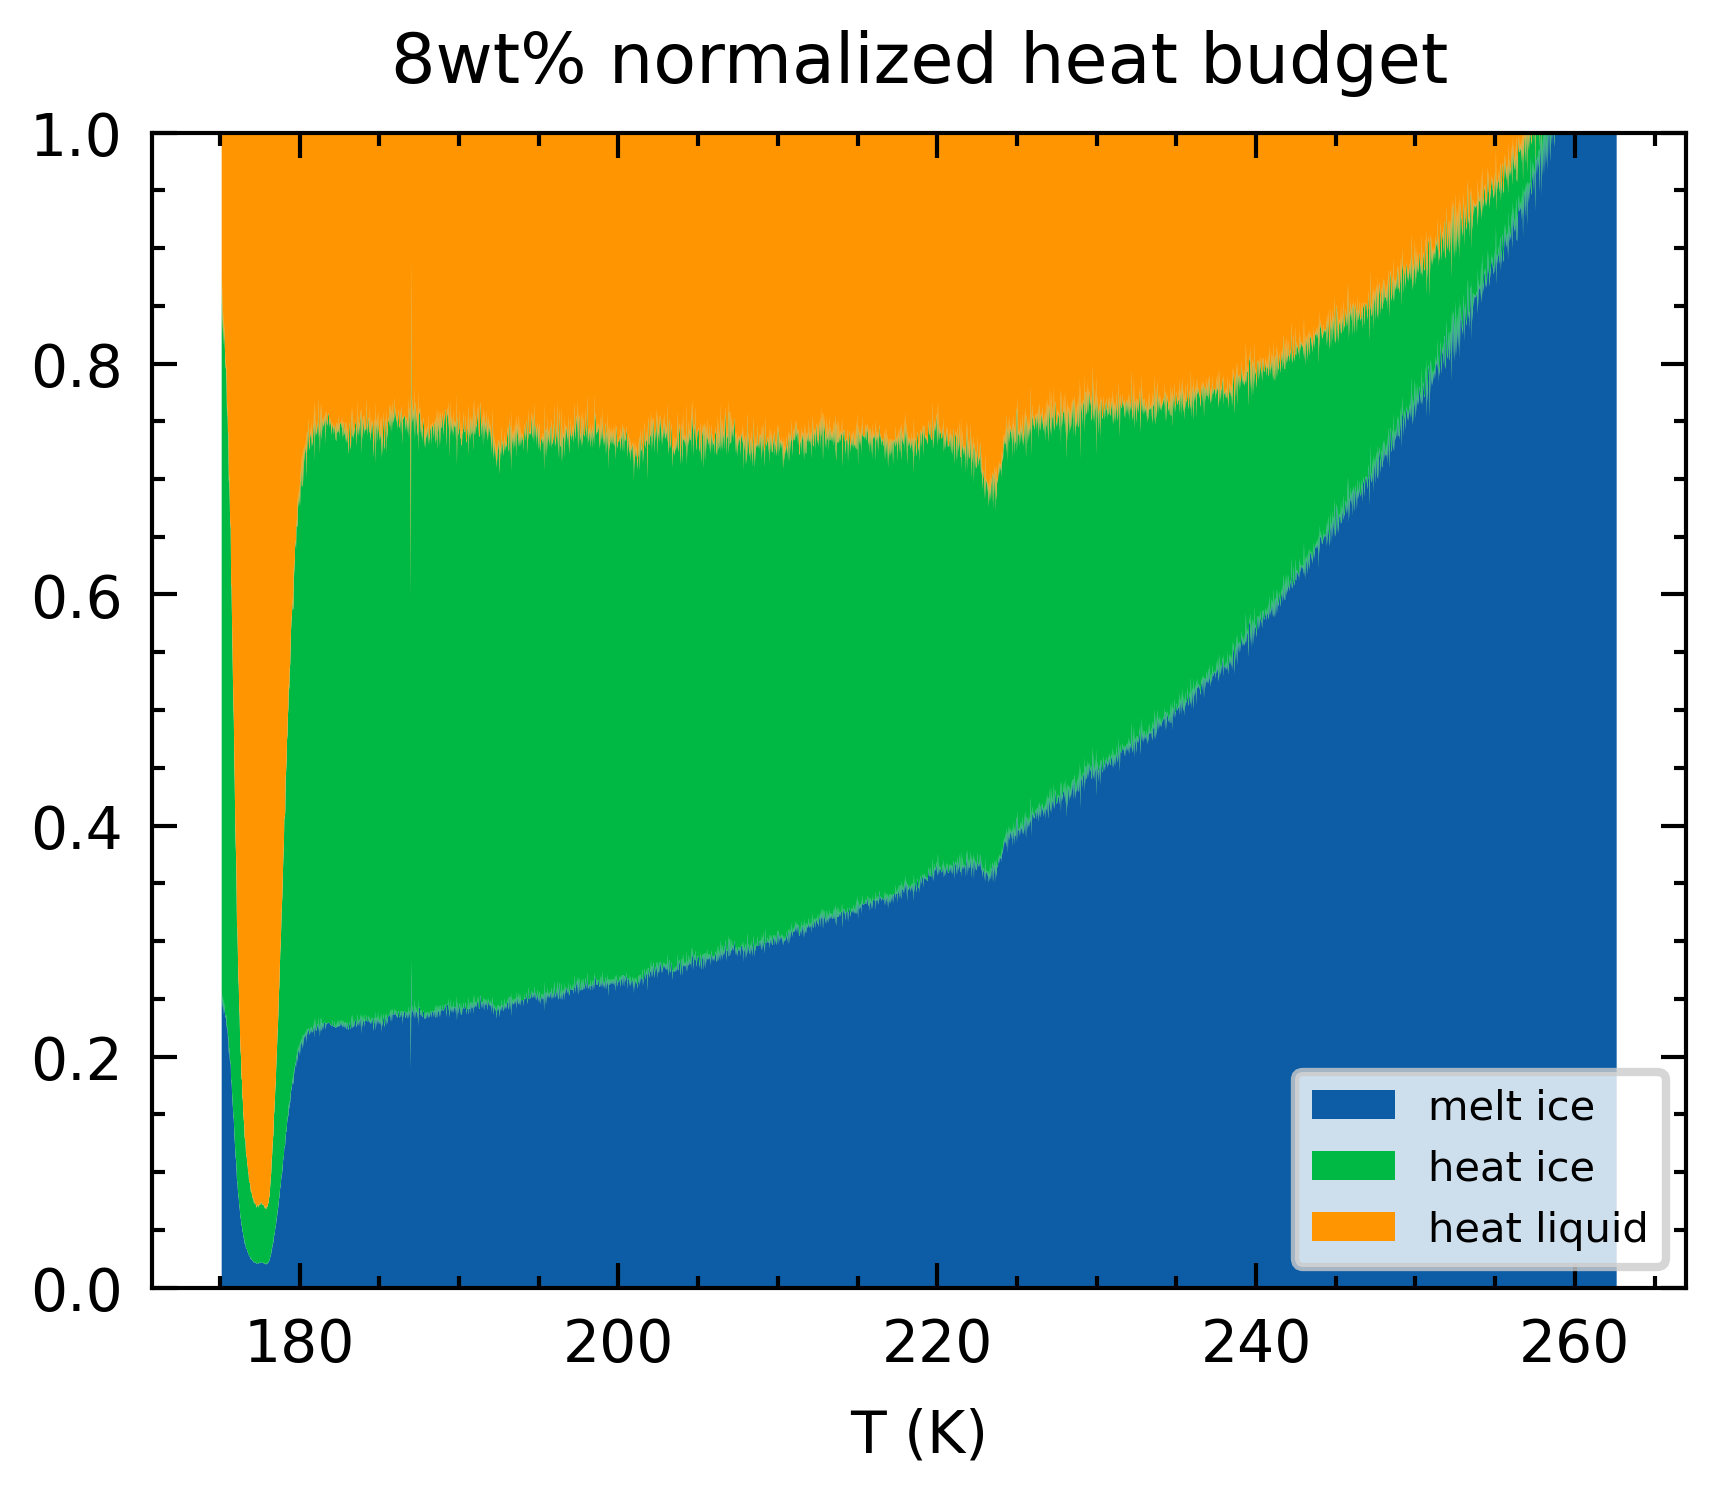 8wt% normalized heat budget
1.0
0.8
0.6
0.4
0.2
0.0
melt ice
heat ice
heat liquid
180 200 220 240 260
T (K)